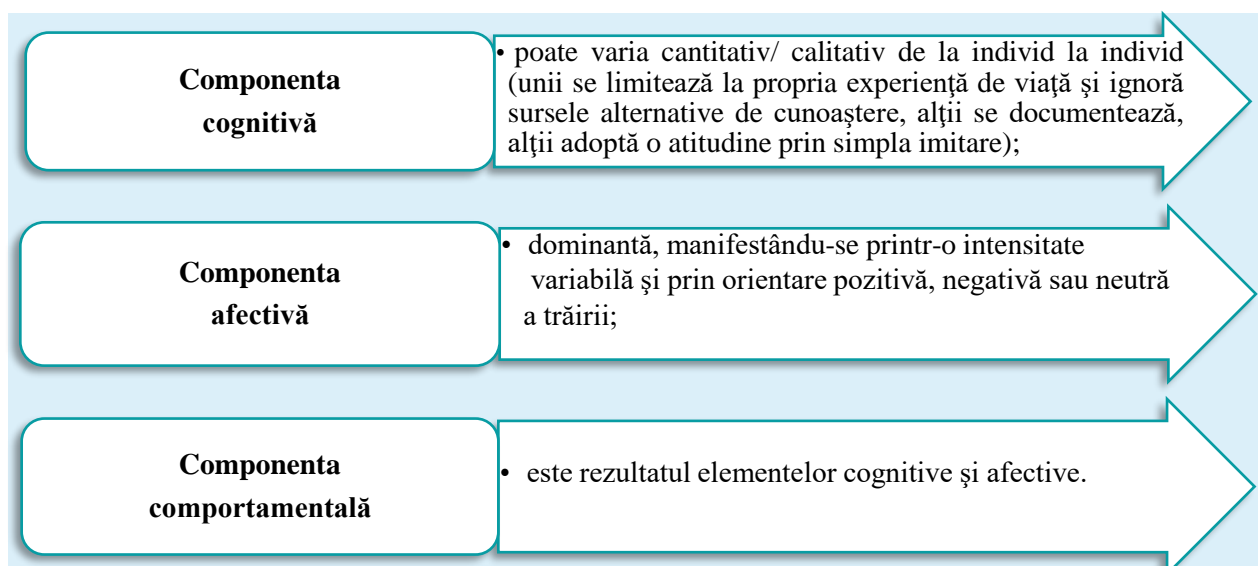 Componenta
cognitivă
• poate varia cantitativ/ calitativ de la individ la individ
(unii se limitează la propria experienţă de viaţă şi ignoră
sursele alternative de cunoaştere, alţii se documentează,
alţii adoptă o atitudine prin simpla imitare);
Componenta
afectivă
• dominantă, manifestându-se printr-o intensitate
variabilă şi prin orientare pozitivă, negativă sau neutră
a trăirii;
Componenta
comportamentală
• este rezultatul elementelor cognitive şi afective.